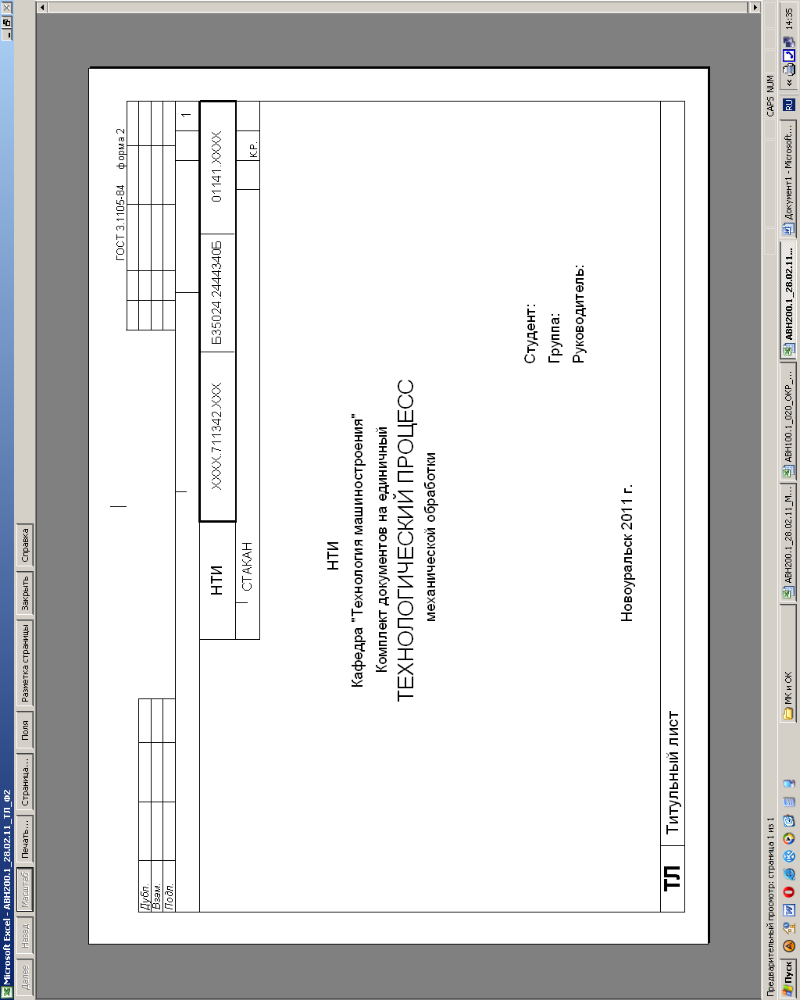 Microsoft Excel - АВН200.1_28.02.11_ТЛ_Ф2
Далее
Назад
Масштаб
Печать...
Страница...
Поля
Разметка страницы
Закрыть
Справка
ГОСТ 3.1105-84 форма 2
Дубл.
Взам.
Подл.
1
НТИ
XXXX.711342.XXX
Б35024.2444340Б
01141.XXXX
СТАКАН
К.Р.
НТИ
Кафедра "Технология машиностроения"
Комплект документов на единичный
ТЕХНОЛОГИЧЕСКИЙ ПРОЦЕСС
механической обработки
Студент:
Группа:
Руководитель:
Новоуральск 2011 г.
ТЛ
Титульный лист
Предварительный просмотр: страница 1 из 1
CAPS NUM
Пуск
МК и ОК
АВН200.1_28.02.11_М...
АВН100.1_020_ОКР_...
АВН200.1_28.02.11...
Документ1 - Microsoft...
RU
«
14:35